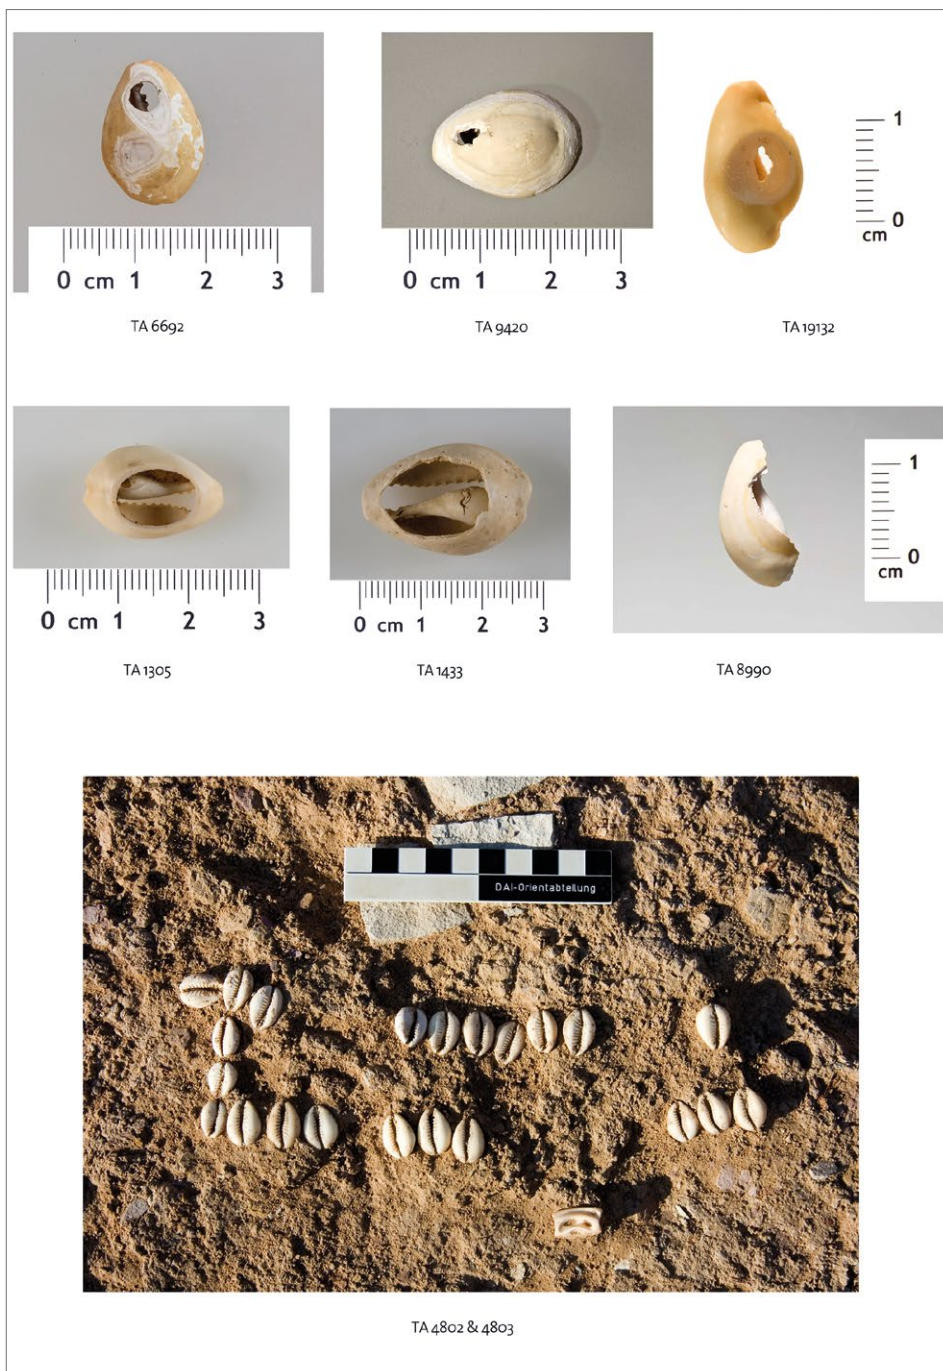 0 cm 1 2 3
0 cm 1 2 3
1
0
cm
TA 6692
TA 9420
TA 19132
0 cm 1 2 3
0 cm 1 2 3
1
0
cm
TA 1305
TA 1433
TA 8990
DAI-Orientabteilung
TA 4802 & 4803